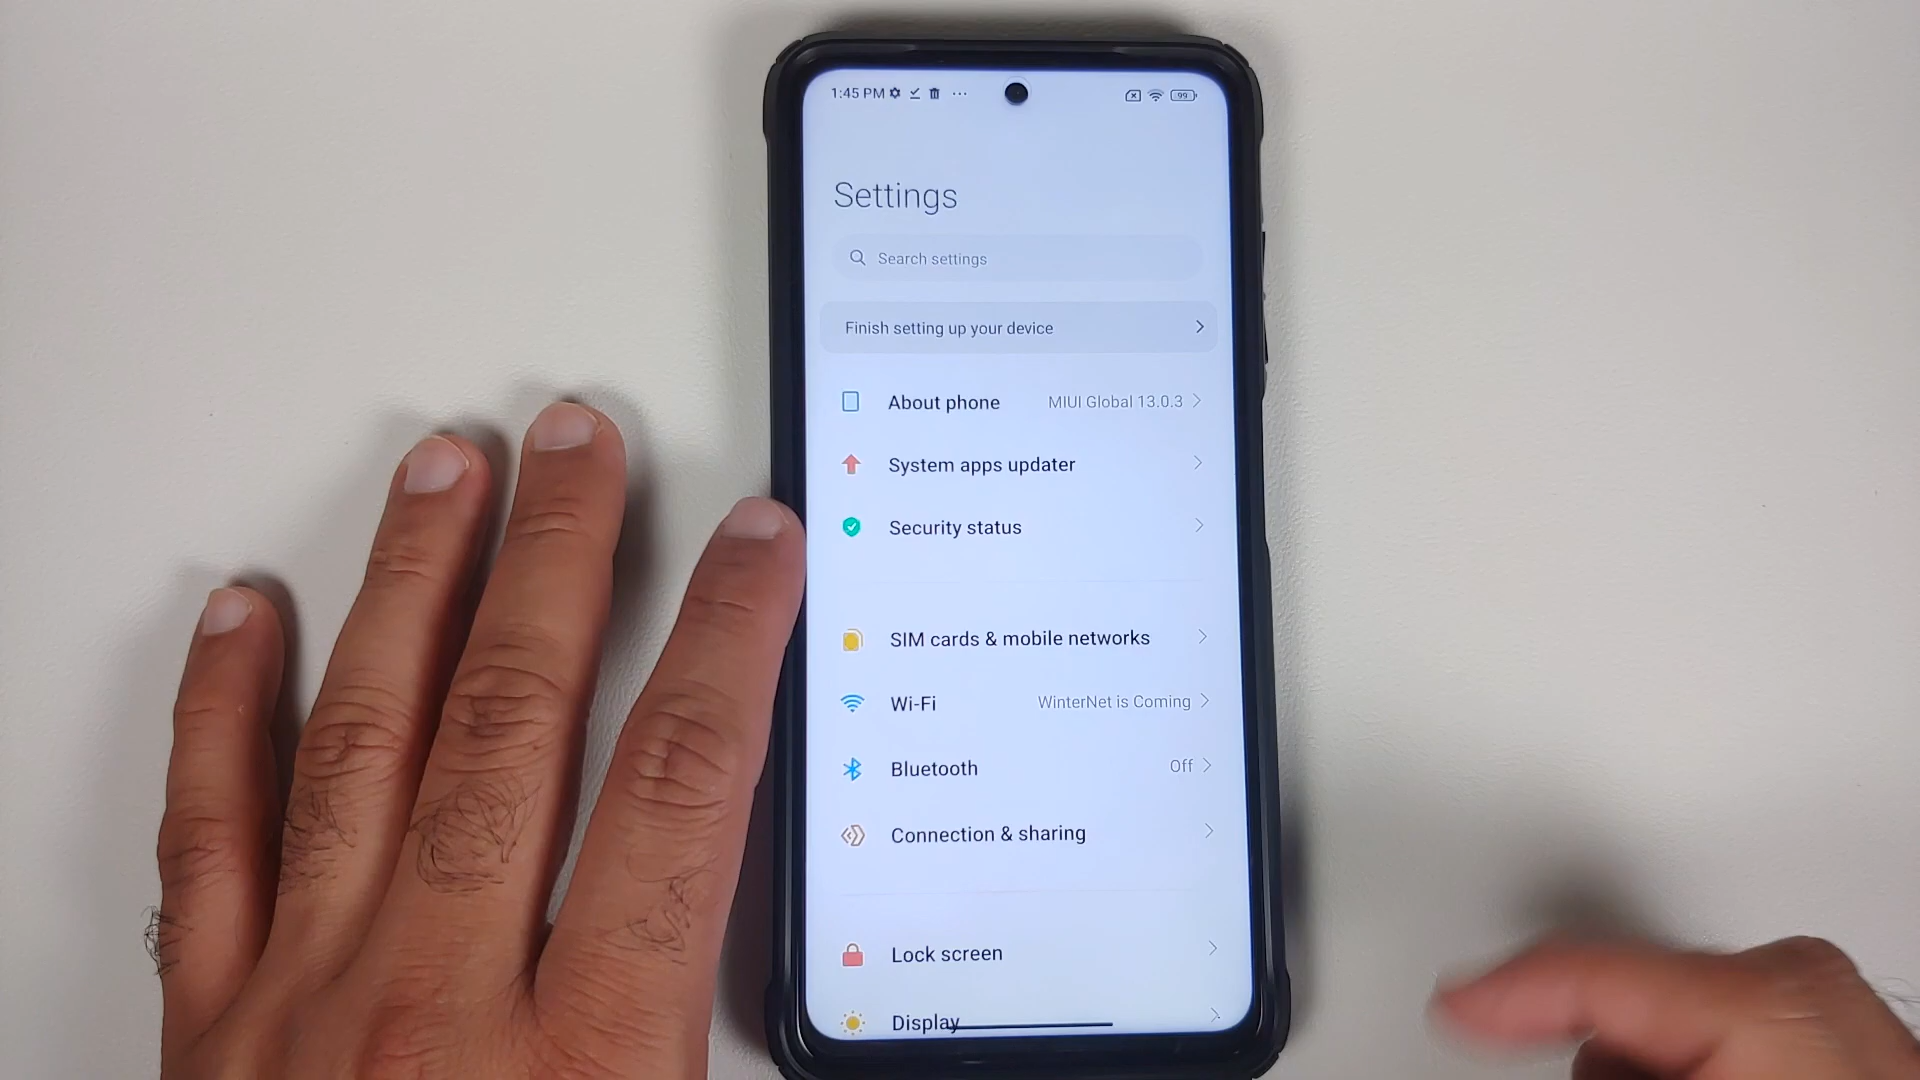 1:45 PM
99
Settings
Search settings
Finish setting up your device
About phone MIUI Global 13.0.3
System apps updater
Security status
SIM cards & mobile networks
Wi-Fi WinterNet is Coming
Bluetooth Off
Connection & sharing
Lock screen
Display